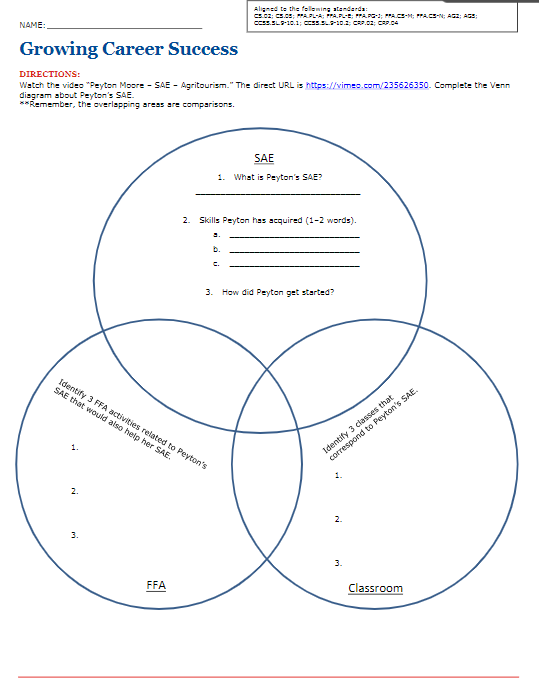 NAME:
Aligned to the following standards:
CS.02; CS.05; FFA.PL-A; FFA.PL-E; FFA.PG-J; FFA.CS-M; FFA.CS-N; AG2; AG5;
CCSS.SL.9-10.1; CCSS.SL.9-10.2; CRP.02; CRP.04
Growing Career Success
DIRECTIONS:
Watch the video "Peyton Moore – SAE – Agritourism." The direct URL is https://vimeo.com/235626350. Complete the Venn
diagram about Peyton's SAE.
**Remember, the overlapping areas are comparisons.
SAE
1. What is Peyton's SAE?
2. Skills Peyton has acquired (1-2 words).
a.
b.
c.
3. How did Peyton get started?
Identify 3 FFA activities related to Peyton's
SAE that would also help her SAE.
1.
2.
3.
FFA
Identify 3 classes that
correspond to Peyton's SAE.
1.
2.
3.
Classroom